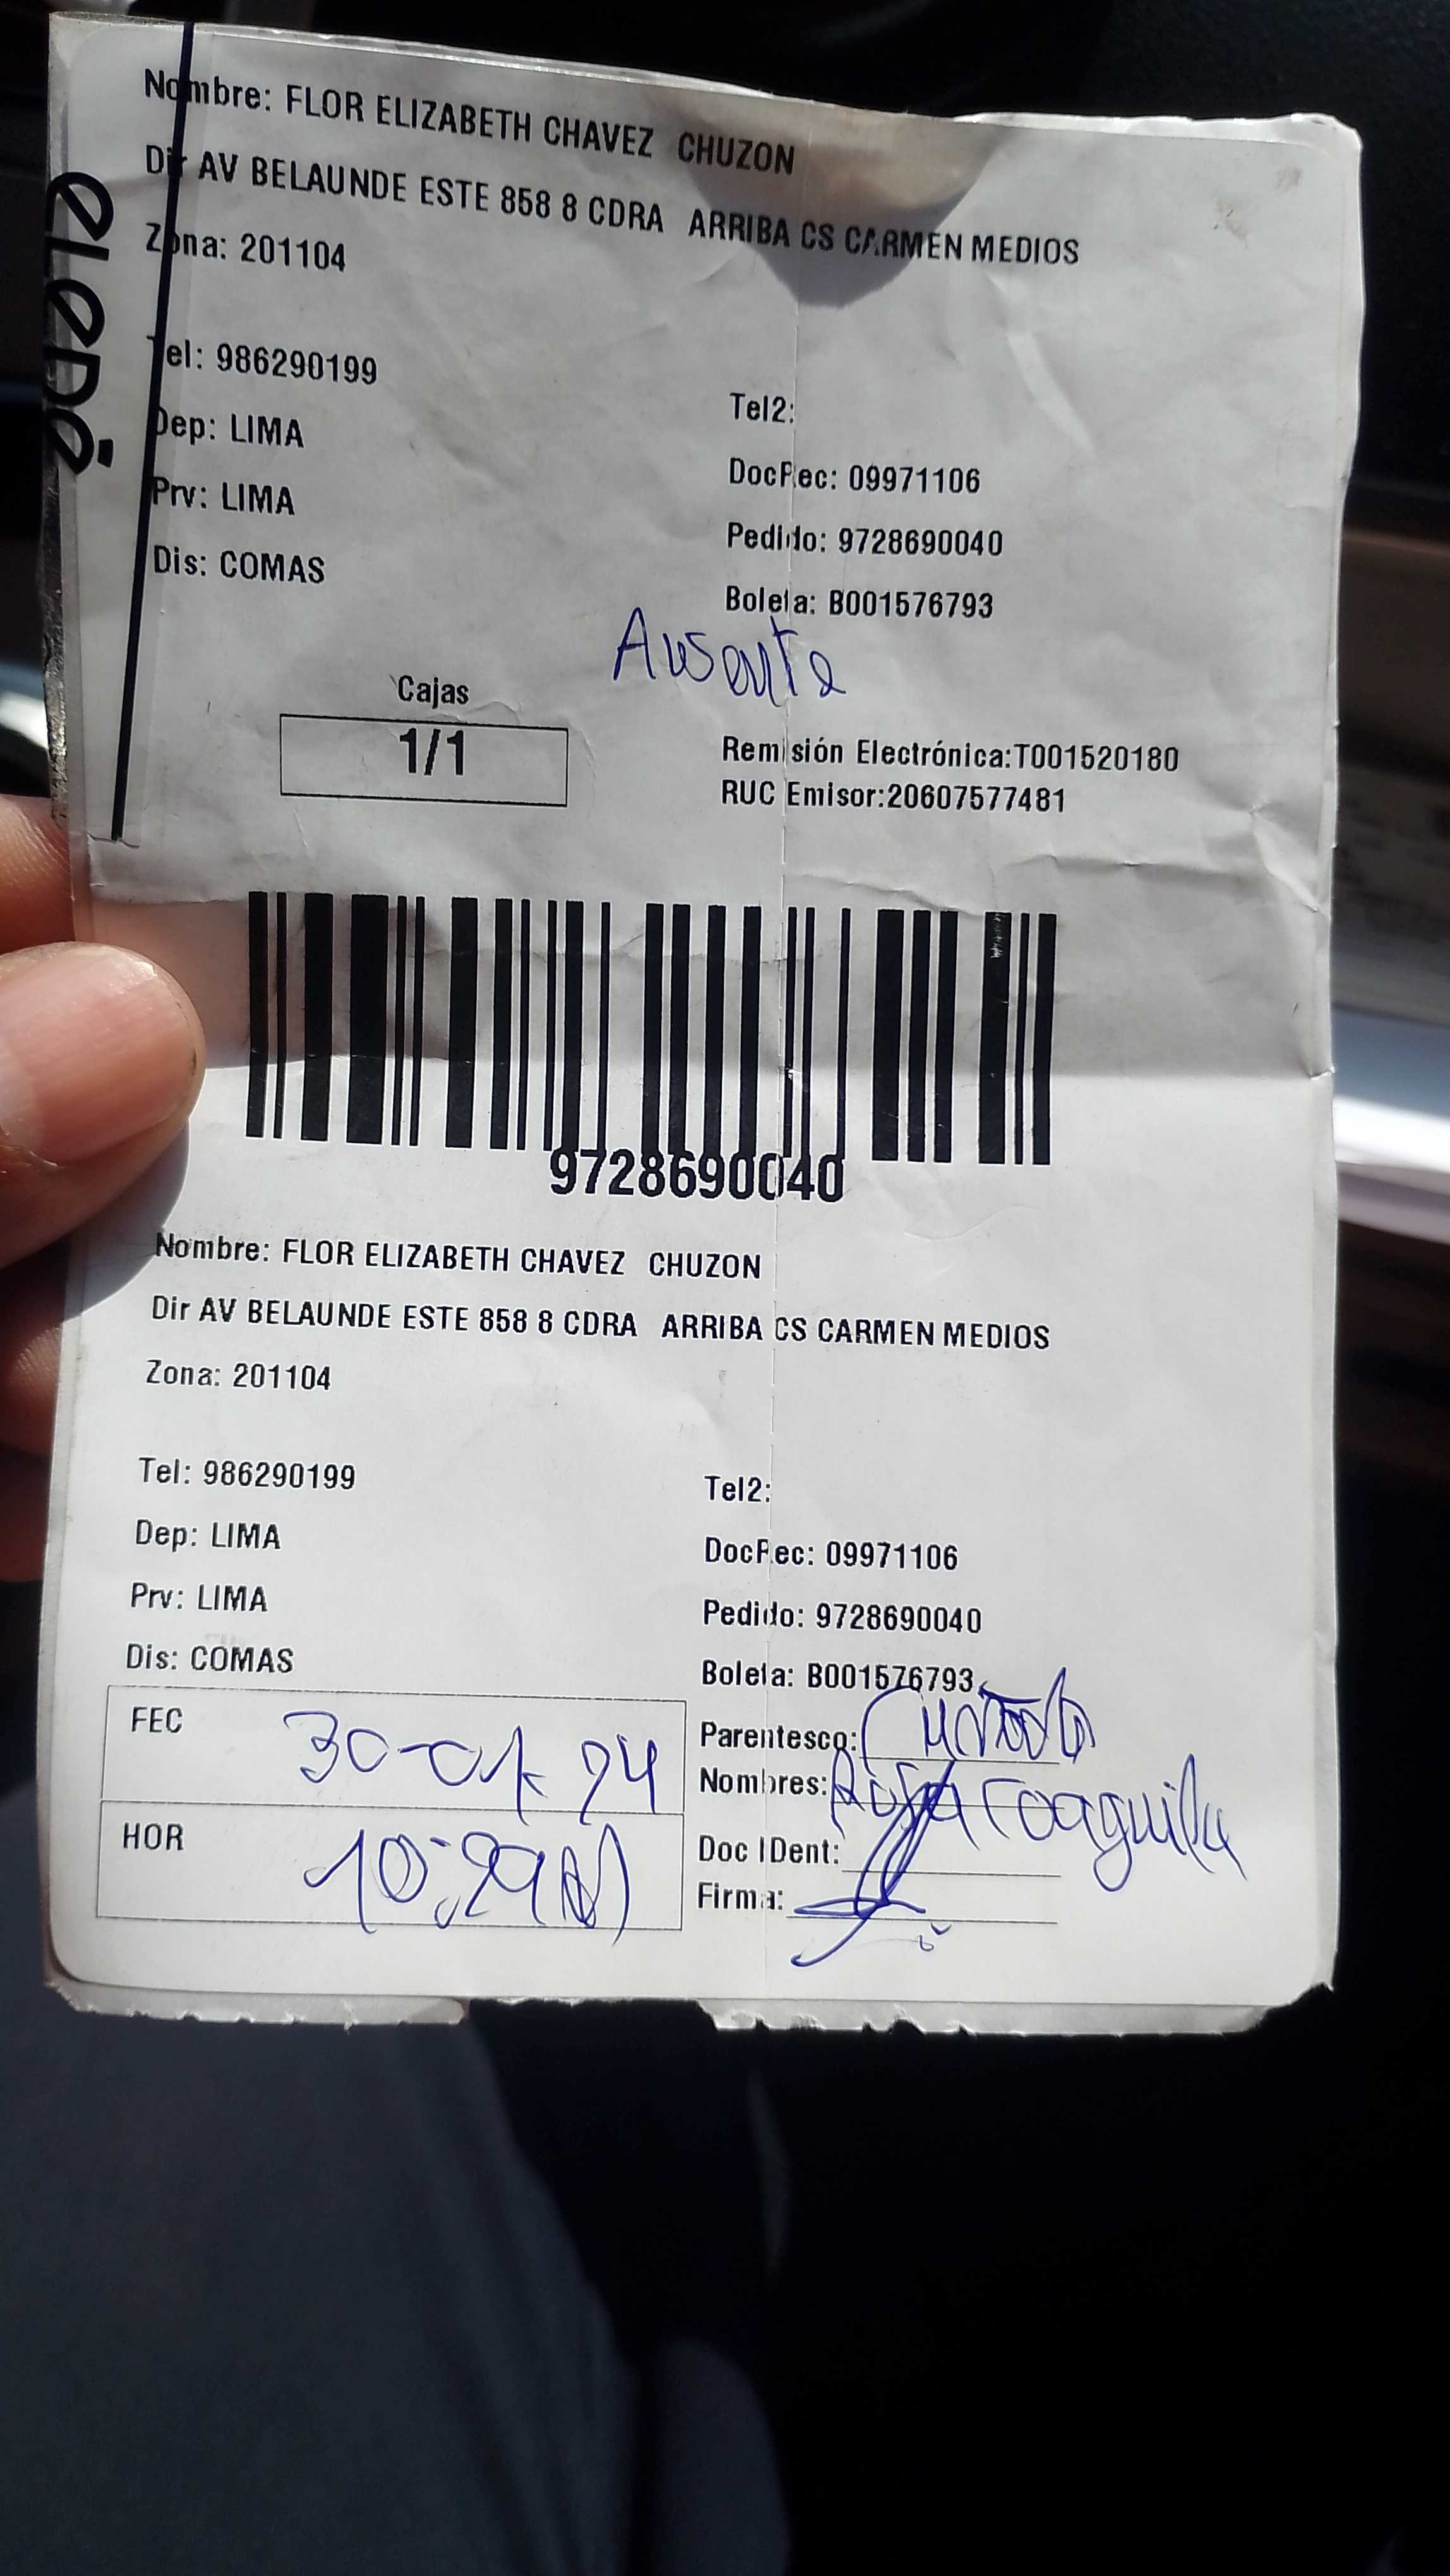 Nombre: FLOR ELIZABETH CHAVEZ CHUZON
Dir AV BELAUNDE ESTE 858 8 CDRA ARRIBA CS CARMEN MEDIOS
Zona: 201104
Tel: 986290199
Tel2:
Dep: LIMA
DocRec: 09971106
Prv: LIMA
Pedido: 9728690040
Dis: COMAS
Boleta: B001576793
Ausente
Cajas
1/1
Remisión Electrónica:T001520180
RUC Emisor:20607577481
9728690040
Nombre: FLOR ELIZABETH CHAVEZ CHUZON
Dir AV BELAUNDE ESTE 858 8 CDRA ARRIBA CS CARMEN MEDIOS
Zona: 201104
Tel: 986290199
Tel2:
Dep: LIMA
DocRec: 09971106
Prv: LIMA
Pedido: 9728690040
Dis: COMAS
Boleta: B001576793
FEC 30-01-24
Parentesco: Cuñada
Nombres: Rosa Coaguila
HOR
Doc IDent:
Firma: